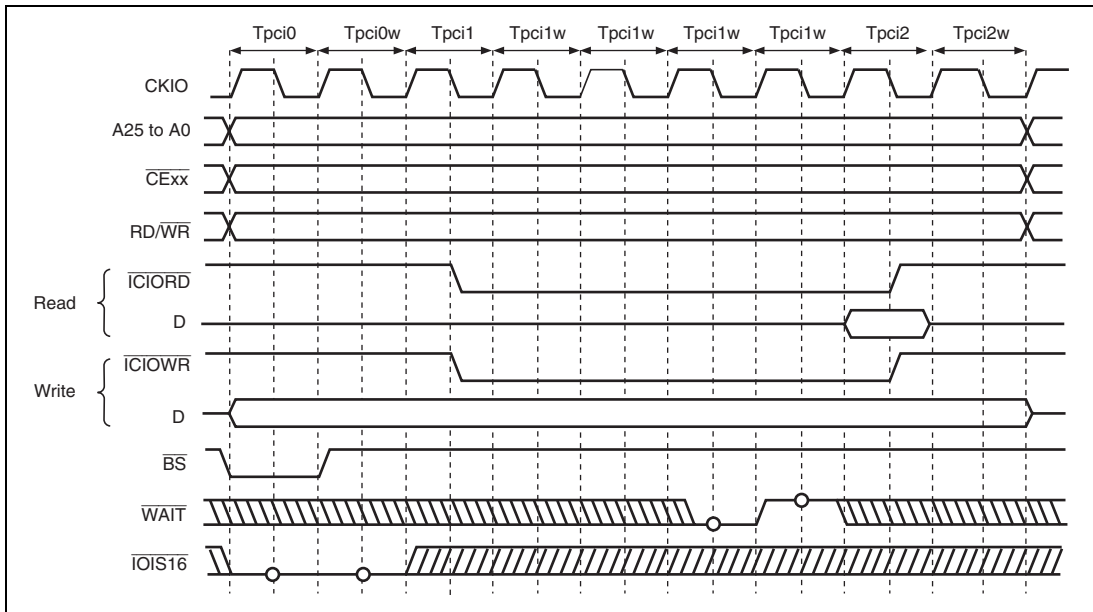 Tpci0 Tpci0w Tpci1 Tpci1w Tpci1w Tpci1w Tpci1w Tpci2 Tpci2w
CKIO
A25 to A0
CExx
RD/WR
ICIORD
Read
D
ICIOWR
Write
D
BS
WAIT
IOIS16